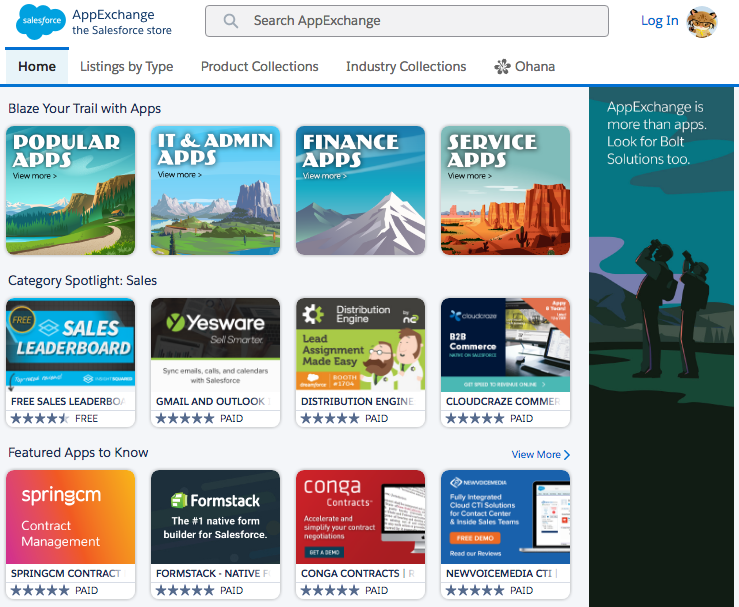 salesforce
AppExchange
the Salesforce store
Search AppExchange
Log In
Home
Listings by Type
Product Collections
Industry Collections
Ohana
Blaze Your Trail with Apps
POPULAR
APPS
View more >
IT & ADMIN
APPS
View more >
FINANCE
APPS
View more >
SERVICE
APPS
View more >
AppExchange is
more than apps.
Look for Bolt
Solutions too.
Category Spotlight: Sales
FREE
SALES
LEADERBOARD
INSIGHTSQUARED
FREE SALES LEADERBOA
FREE
Yesware
Sell Smarter.
Sync emails, calls, and calendars
with Salesforce
GMAIL AND OUTLOOK
PAID
Distribution
Engine
by
Lead
Assignment
Made Easy
dreamforce
BOOTH
#1704
DISTRIBUTION ENGINE
PAID
cloudcraze
B2B
Commerce
NATIVE ON SALESFORCE
GET SPEED TO REVENUE ONLINE >
CLOUDCRAZE COMMER
PAID
Featured Apps to Know
View More >
springcm
Contract
Management
SPRINGCM CONTRACT
PAID
Formstack
The #1 native form
builder for Salesforce.
FORMSTACK - NATIVE F
PAID
conga
Contracts™
Accelerate and
simplify your contract
negotiations
GET A DEMO
CONGA CONTRACTS | R
PAID
NEWVOICEMEDIA
Fully Integrated
Cloud CTI Solutions
for Contact Center
& Inside Sales Teams
FREE DEMO
Read our Reviews
NEWVOICEMEDIA CTI |
PAID